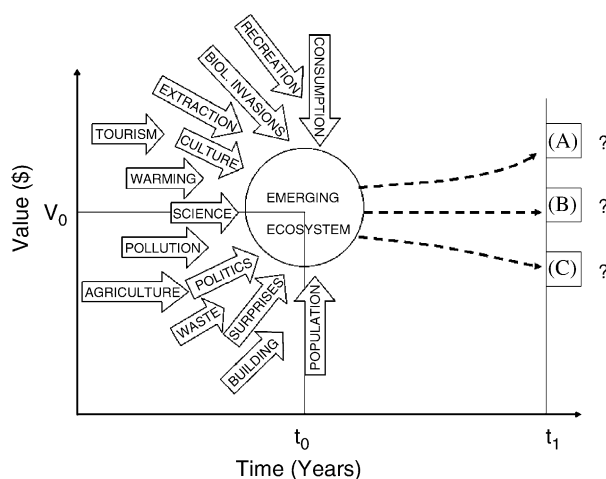 RECREATION
CONSUMPTION
BIOL. INVASIONS
EXTRACTION
TOURISM
CULTURE
(A) ?
WARMING
EMERGING
ECOSYSTEM
Value ($)
V0
SCIENCE
(B) ?
POLLUTION
POLITICS
(C) ?
AGRICULTURE
SURPRISES
WASTE
POPULATION
BUILDING
t0
t1
Time (Years)